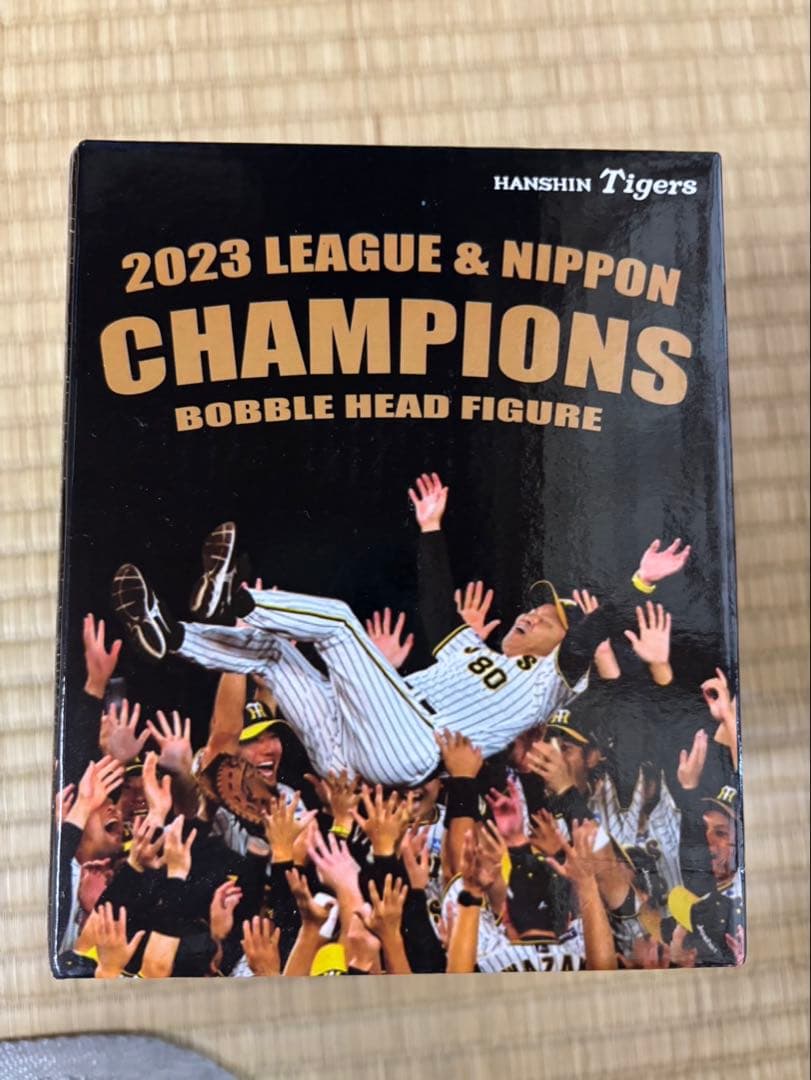 HANSHIN Tigers
2023 LEAGUE & NIPPON
CHAMPIONS
BOBBLE HEAD FIGURE
S
80